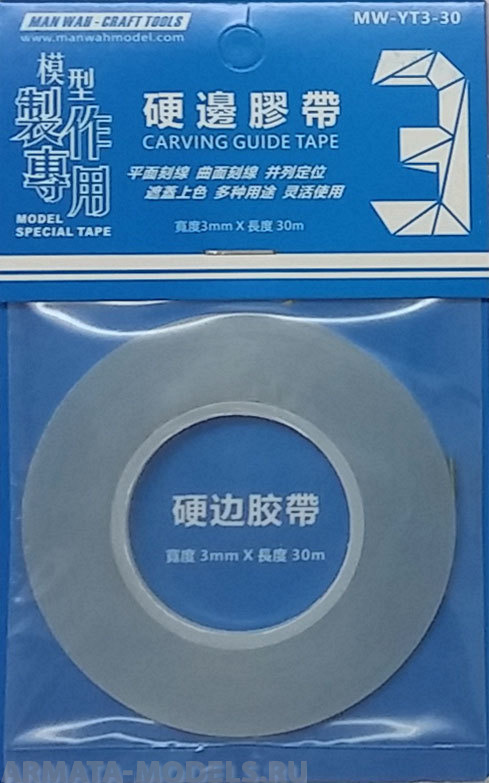 MAN WAH - CRAFT TOOLS
www.manwahmodel.com
MW-YT3-30
模型
製作
專用
MODEL
SPECIAL TAPE
硬邊膠帶
CARVING GUIDE TAPE
平面刻線 曲面刻線 并列定位
遮蓋上色 多种用途 灵活使用
寬度3mm X 長度 30m
3
硬边胶带
寬度 3mm X 長度 30m
ARMATA-MODELS.RU